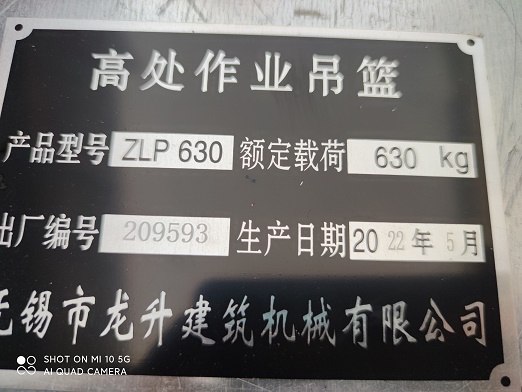 高处作业吊篮
产品型号 ZLP 630 额定载荷 630 kg
出厂编号 209593 生产日期 2022年5月
无锡市龙升建筑机械有限公司
SHOT ON MI 10 5G
AI QUAD CAMERA